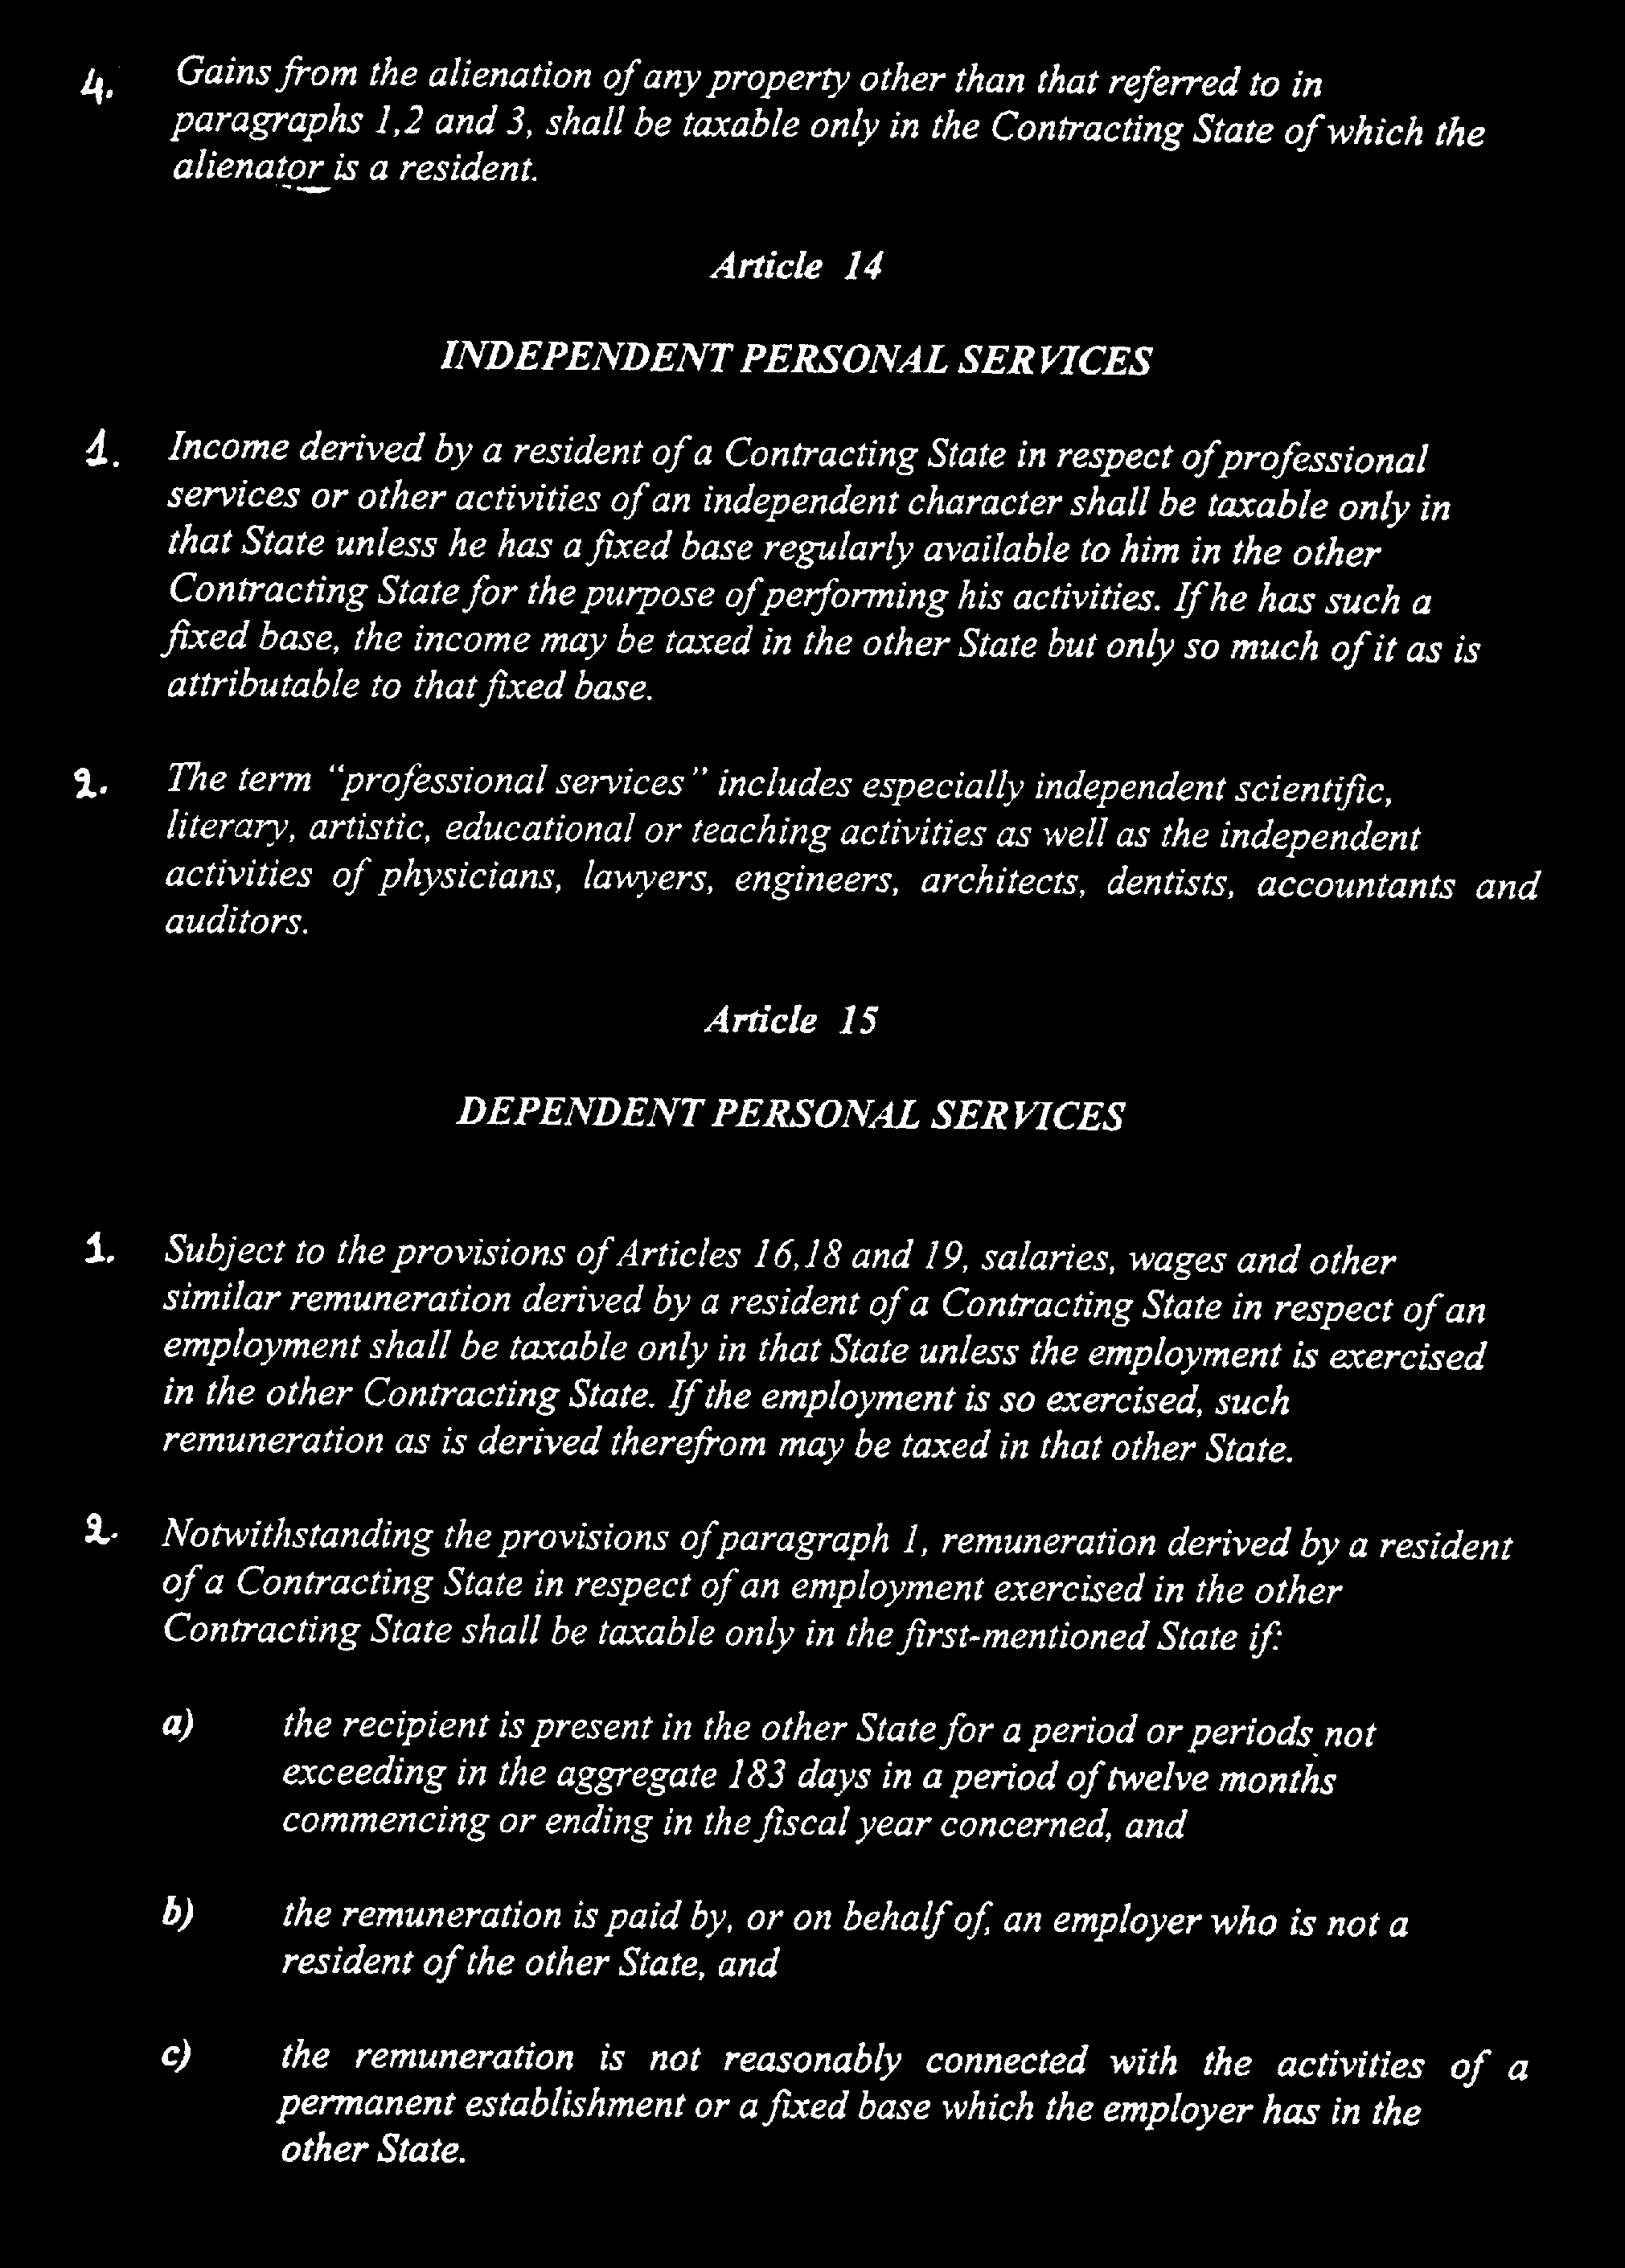 4. Gains from the alienation of any property other than that referred to in
paragraphs 1,2 and 3, shall be taxable only in the Contracting State of which the
alienator is a resident.
Article 14
INDEPENDENT PERSONAL SERVICES
1. Income derived by a resident of a Contracting State in respect of professional
services or other activities of an independent character shall be taxable only in
that State unless he has a fixed base regularly available to him in the other
Contracting State for the purpose of performing his activities. If he has such a
fixed base, the income may be taxed in the other State but only so much of it as is
attributable to that fixed base.
2. The term "professional services" includes especially independent scientific,
literary, artistic, educational or teaching activities as well as the independent
activities of physicians, lawyers, engineers, architects, dentists, accountants and
auditors.
Article 15
DEPENDENT PERSONAL SERVICES
1. Subject to the provisions of Articles 16,18 and 19, salaries, wages and other
similar remuneration derived by a resident of a Contracting State in respect of an
employment shall be taxable only in that State unless the employment is exercised
in the other Contracting State. If the employment is so exercised, such
remuneration as is derived therefrom may be taxed in that other State.
2. Notwithstanding the provisions of paragraph 1, remuneration derived by a resident
of a Contracting State in respect of an employment exercised in the other
Contracting State shall be taxable only in the first-mentioned State if:
a) the recipient is present in the other State for a period or periods not
exceeding in the aggregate 183 days in a period of twelve months
commencing or ending in the fiscal year concerned, and
b) the remuneration is paid by, or on behalf of, an employer who is not a
resident of the other State, and
c) the remuneration is not reasonably connected with the activities of a
permanent establishment or a fixed base which the employer has in the
other State.